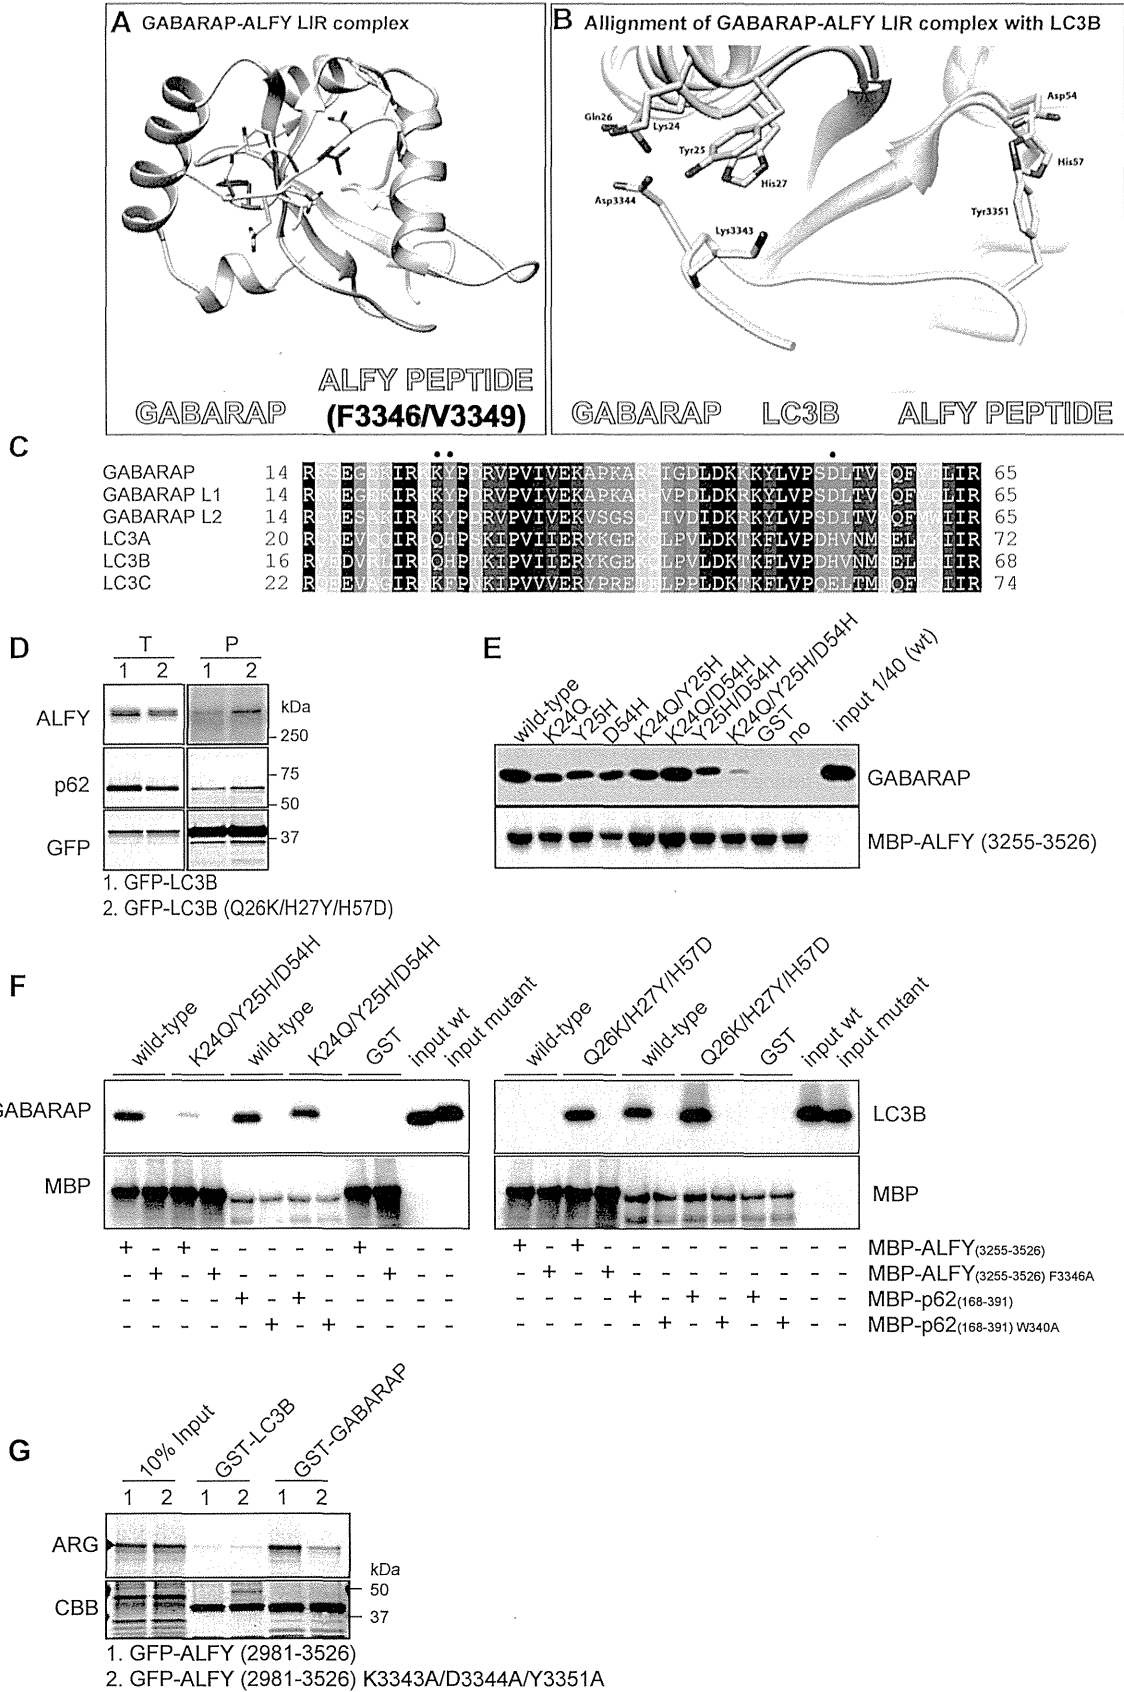 A GABARAP-ALFY LIR complex
ALFY PEPTIDE
GABARAP (F3346/V3349)
B Allignment of GABARAP-ALFY LIR complex with LC3B
Gln26
Lys24
Tyr25
His27
Asp3344
Lys3343
Asp54
His57
Tyr3351
GABARAP LC3B ALFY PEPTIDE
C
GABARAP 14 65
GABARAP L1 14 65
GABARAP L2 14 65
LC3A 20 72
LC3B 16 68
LC3C 22 74
D
T P
1 2 1 2
ALFY
p62
GFP
kDa
250
75
50
37
1. GFP-LC3B
2. GFP-LC3B (Q26K/H27Y/H57D)
E
wild-type
K24Q
Y25H
D54H
K24Q/Y25H
K24Q/D54H
Y25H/D54H
K24Q/Y25H/D54H
GST
no
input 1/40 (wt)
GABARAP
MBP-ALFY (3255-3526)
F
wild-type
K24Q/Y25H/D54H
wild-type
K24Q/Y25H/D54H
GST
input wt
input mutant
GABARAP
MBP
wild-type
Q26K/H27Y/H57D
wild-type
Q26K/H27Y/H57D
GST
input wt
input mutant
LC3B
MBP
+ - + - - - - - + - - - + - + - - - - - - - - - MBP-ALFY(3255-3526)
- + - + - - - - - + - - - + - + - - - - - - - - MBP-ALFY(3255-3526) F3346A
- - - - + - + - - - - - - - - - + - + - + - - - MBP-p62(168-391)
- - - - - + - + - - - - - - - - - + - + - + - - MBP-p62(168-391) W340A
G
10% Input
GST-LC3B
GST-GABARAP
1 2 1 2 1 2
ARG
CBB
kDa
50
37
1. GFP-ALFY (2981-3526)
2. GFP-ALFY (2981-3526) K3343A/D3344A/Y3351A